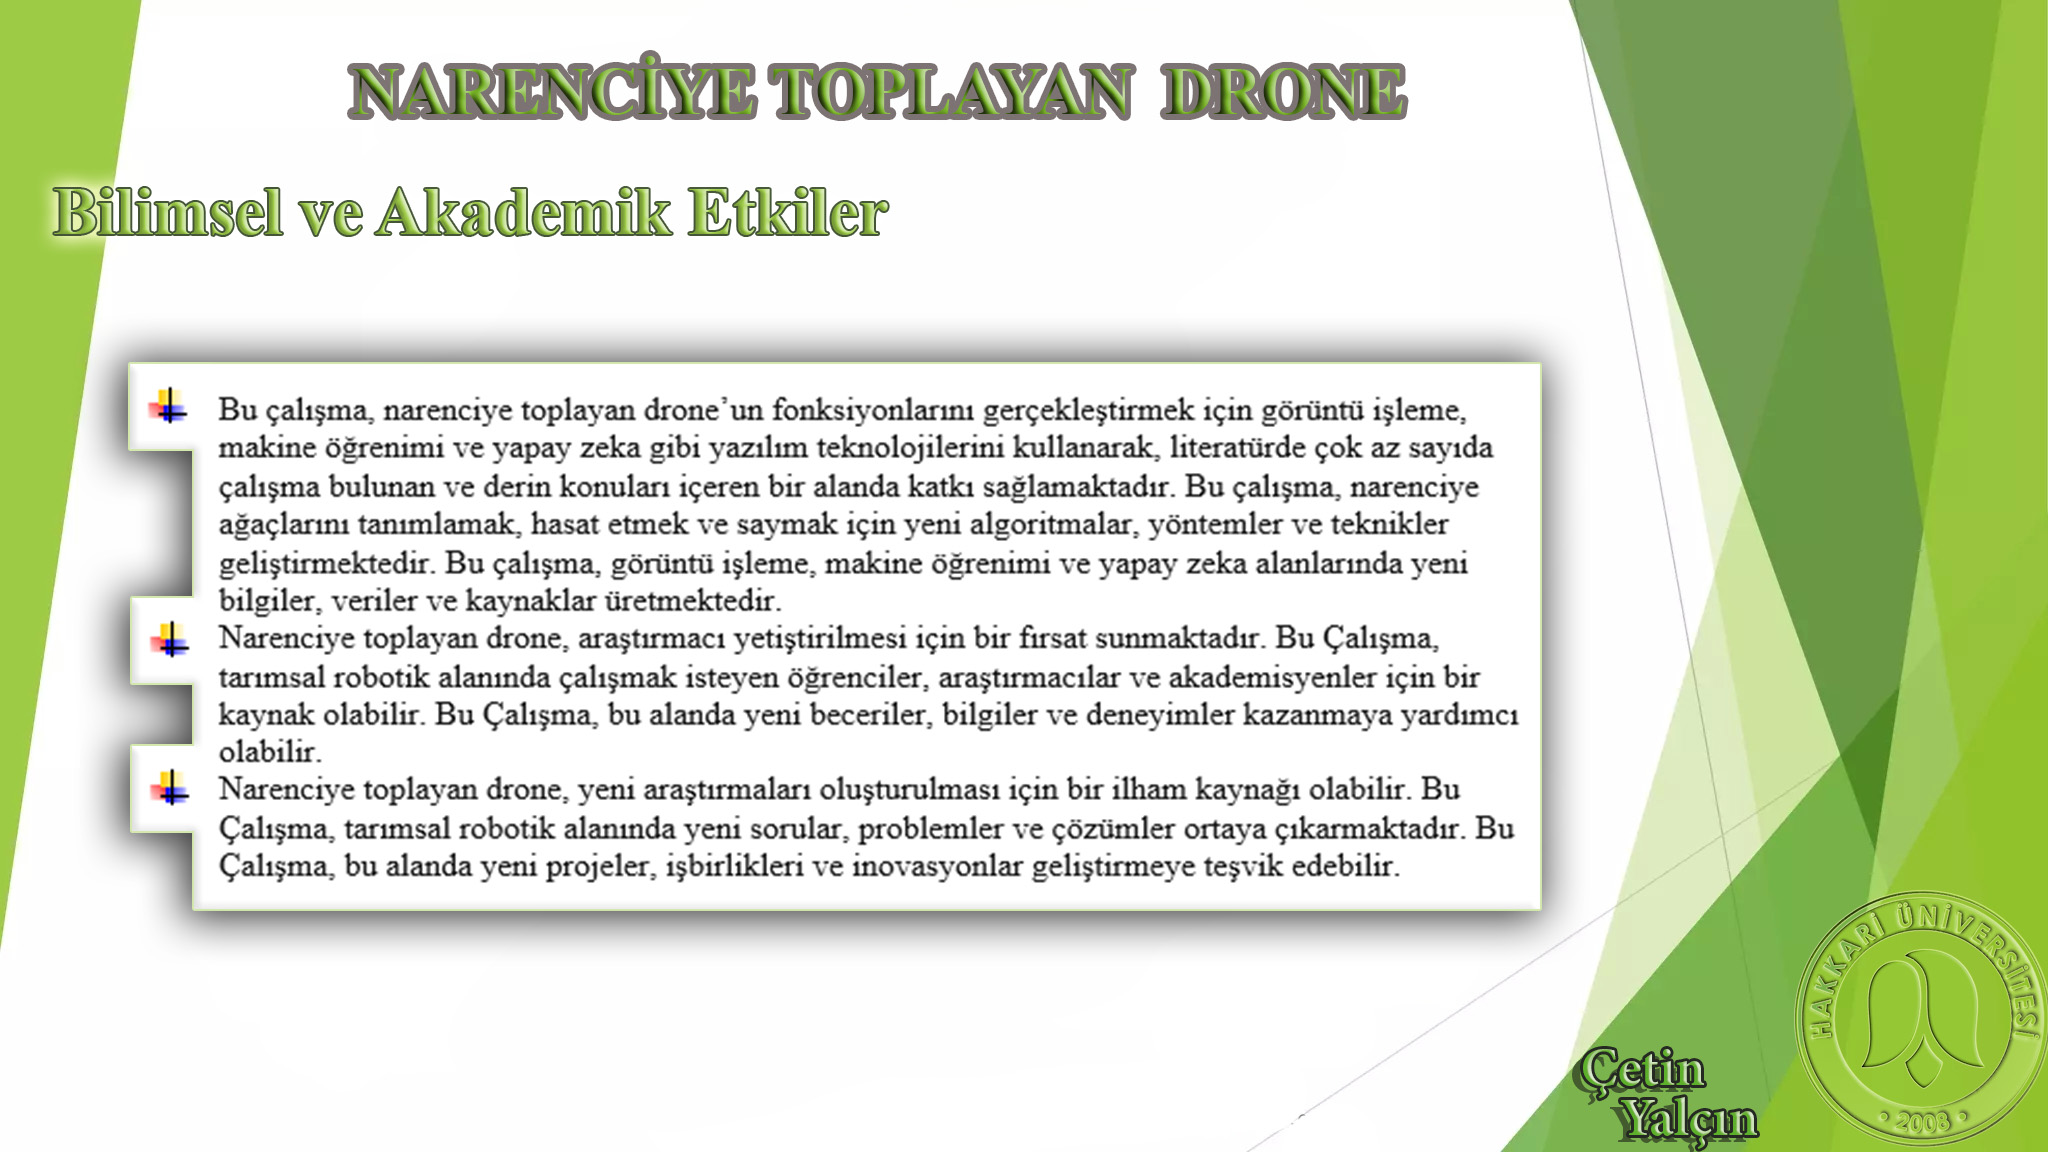 NARENCİYE TOPLAYAN DRONE
Bilimsel ve Akademik Etkiler
Bu çalışma, narenciye toplayan drone’un fonksiyonlarını gerçekleştirmek için görüntü işleme,
makine öğrenimi ve yapay zeka gibi yazılım teknolojilerini kullanarak, literatürde çok az sayıda
çalışma bulunan ve derin konuları içeren bir alanda katkı sağlamaktadır. Bu çalışma, narenciye
ağaçlarını tanımlamak, hasat etmek ve saymak için yeni algoritmalar, yöntemler ve teknikler
geliştirmektedir. Bu çalışma, görüntü işleme, makine öğrenimi ve yapay zeka alanlarında yeni
bilgiler, veriler ve kaynaklar üretmektedir.
Narenciye toplayan drone, araştırmacı yetiştirilmesi için bir fırsat sunmaktadır. Bu Çalışma,
tarımsal robotik alanında çalışmak isteyen öğrenciler, araştırmacılar ve akademisyenler için bir
kaynak olabilir. Bu Çalışma, bu alanda yeni beceriler, bilgiler ve deneyimler kazanmaya yardımcı
olabilir.
Narenciye toplayan drone, yeni araştırmaları oluşturulması için bir ilham kaynağı olabilir. Bu
Çalışma, tarımsal robotik alanında yeni sorular, problemler ve çözümler ortaya çıkarmaktadır. Bu
Çalışma, bu alanda yeni projeler, işbirlikleri ve inovasyonlar geliştirmeye teşvik edebilir.
Çetin
Yalçın
HAKKARİ ÜNİVERSİTESİ
• 2008 •